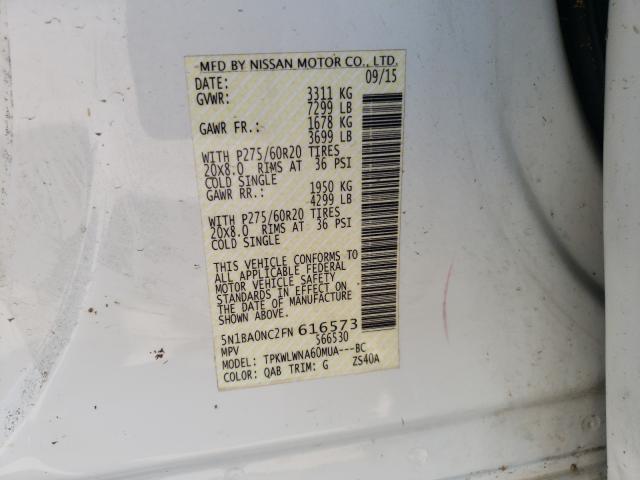 MFD BY NISSAN MOTOR CO., LTD.
DATE: 09/15
GVWR: 3311 KG
7299 LB
GAWR FR.: 1678 KG
3699 LB
WITH P275/60R20 TIRES
20X8.0 RIMS AT 36 PSI
COLD SINGLE
GAWR RR.: 1950 KG
4299 LB
WITH P275/60R20 TIRES
20X8.0 RIMS AT 36 PSI
COLD SINGLE
THIS VEHICLE CONFORMS TO
ALL APPLICABLE FEDERAL
MOTOR VEHICLE SAFETY
STANDARDS IN EFFECT ON
THE DATE OF MANUFACTURE
SHOWN ABOVE.
5N1BA0NC2FN 616573
MPV 566530
MODEL: TPKWLWNA60MUA---BC
COLOR: QAB TRIM: G ZS40A